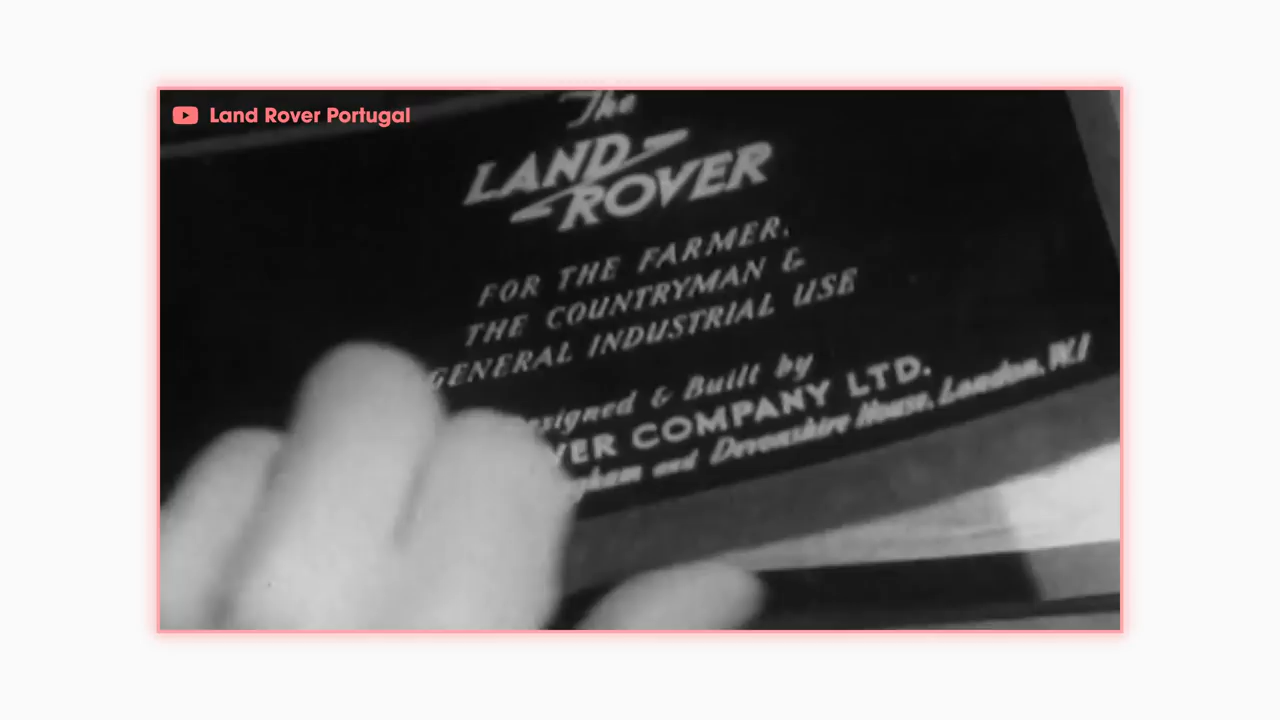 Land Rover Portugal
The
LAND
ROVER
FOR THE FARMER,
THE COUNTRYMAN &
GENERAL INDUSTRIAL USE
& Built by
COMPANY LTD.
and Devonshire House, London, W.1